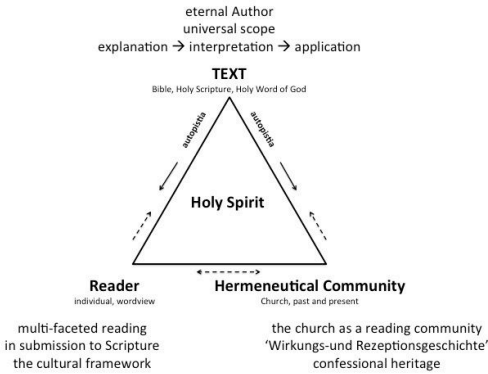 eternal Author
universal scope
explanation → interpretation → application
TEXT
Bible, Holy Scripture, Holy Word of God
autopistia
autopistia
Holy Spirit
Reader
individual, wordview
Hermeneutical Community
Church, past and present
multi-faceted reading
in submission to Scripture
the cultural framework
the church as a reading community
‘Wirkungs-und Rezeptionsgeschichte’
confessional heritage